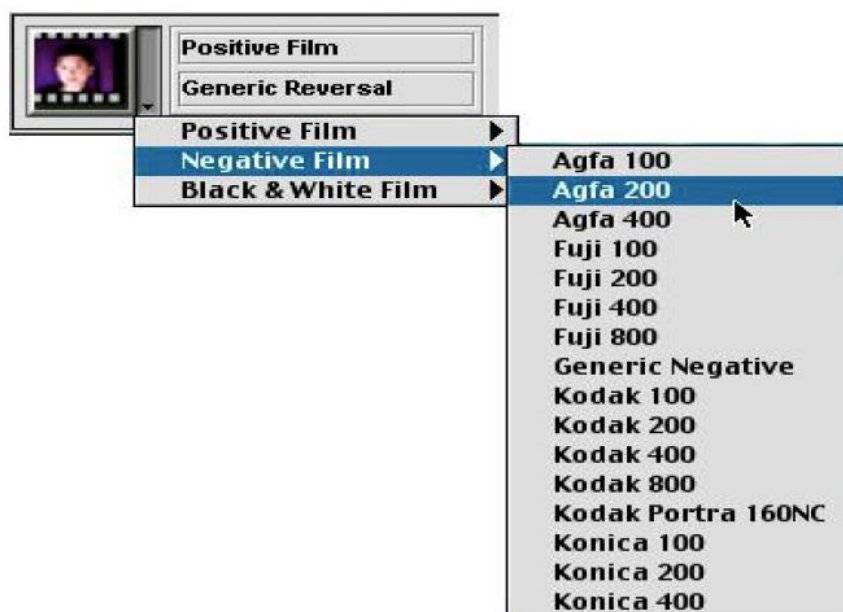 Positive Film
Generic Reversal
Positive Film
Negative Film
Black & White Film
Agfa 100
Agfa 200
Agfa 400
Fuji 100
Fuji 200
Fuji 400
Fuji 800
Generic Negative
Kodak 100
Kodak 200
Kodak 400
Kodak 800
Kodak Portra 160NC
Konica 100
Konica 200
Konica 400